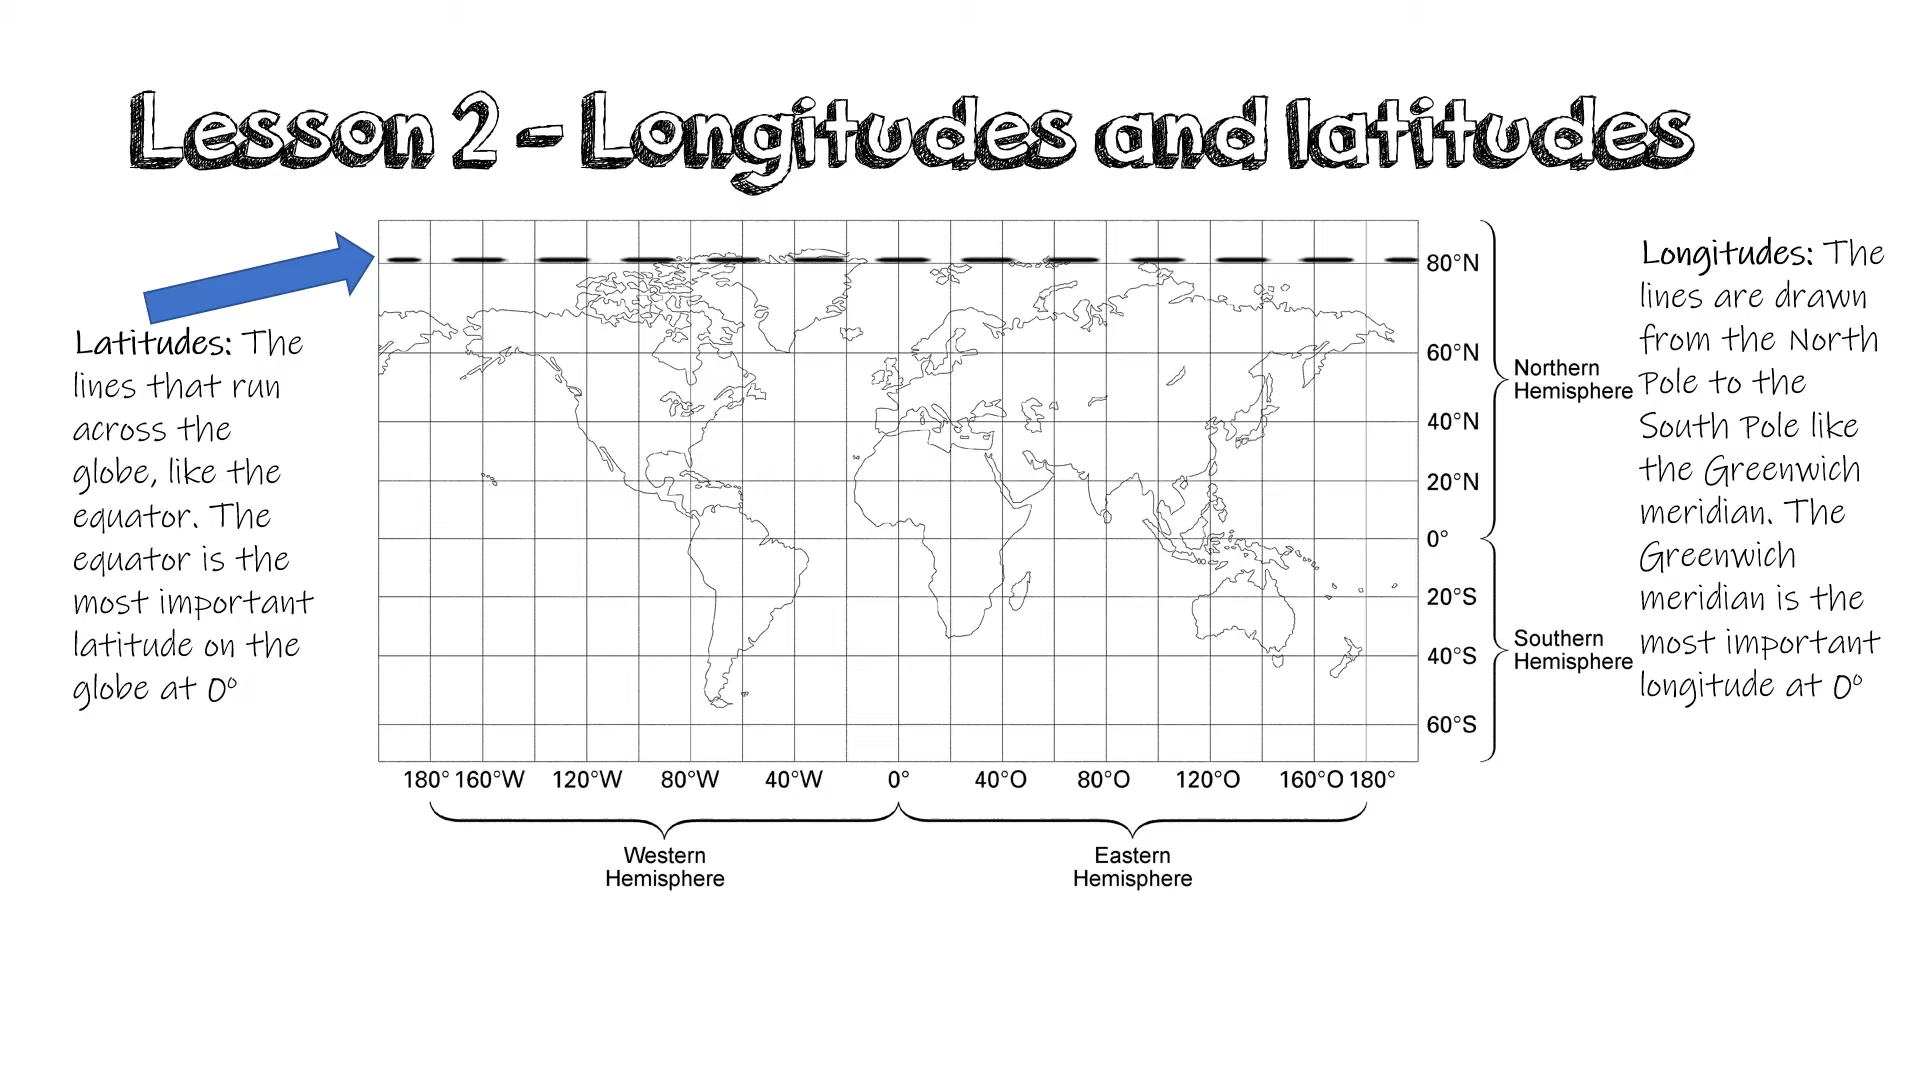 Lesson 2 - Longitudes and latitudes
Latitudes: The
lines that run
across the
globe, like the
equator. The
equator is the
most important
latitude on the
globe at 0°
80°N
60°N
40°N
20°N
0°
20°S
40°S
60°S
Northern
Hemisphere
Southern
Hemisphere
180° 160°W 120°W 80°W 40°W 0° 40°O 80°O 120°O 160°O 180°
Western
Hemisphere
Eastern
Hemisphere
Longitudes: The
lines are drawn
from the North
Pole to the
South Pole like
the Greenwich
meridian. The
Greenwich
meridian is the
most important
longitude at 0°